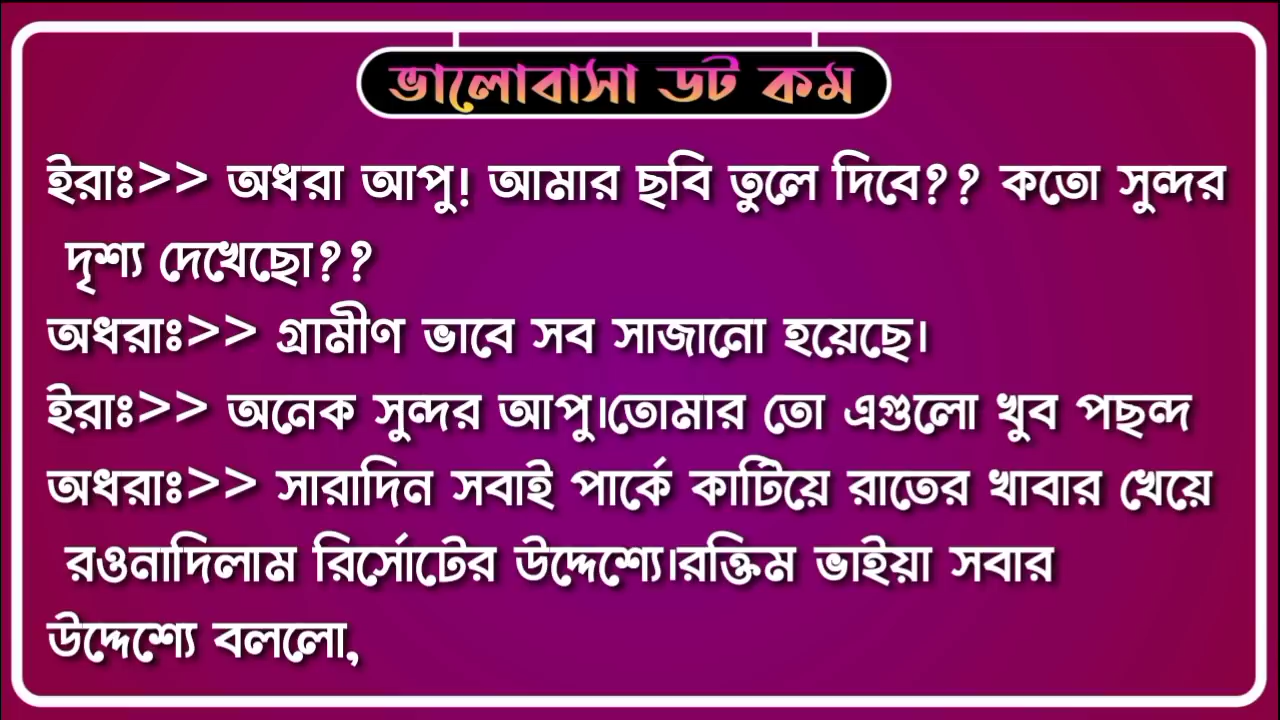 ভালোবাসা ডট কম
ইরাঃ>> অধরা আপু! আমার ছবি তুলে দিবে?? কতো সুন্দর
দৃশ্য দেখেছো??
অধরাঃ>> গ্রামীণ ভাবে সব সাজানো হয়েছে।
ইরাঃ>> অনেক সুন্দর আপু।তোমার তো এগুলো খুব পছন্দ
অধরাঃ>> সারাদিন সবাই পার্কে কাটিয়ে রাতের খাবার খেয়ে
রওনাদিলাম রির্সোটের উদ্দেশ্যে।রক্তিম ভাইয়া সবার
উদ্দেশ্যে বললো,